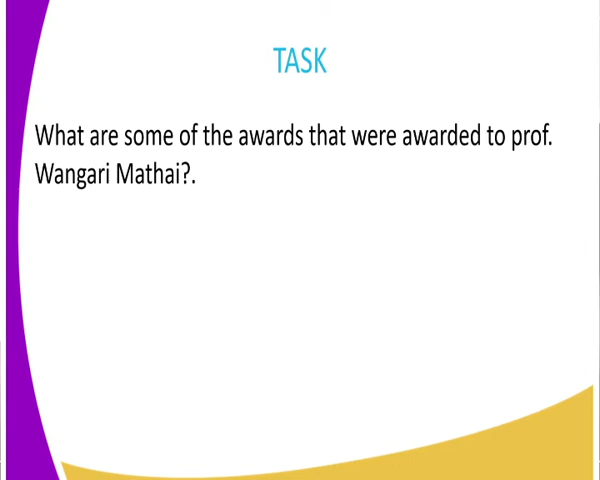 TASK
What are some of the awards that were awarded to prof.
Wangari Mathai?.